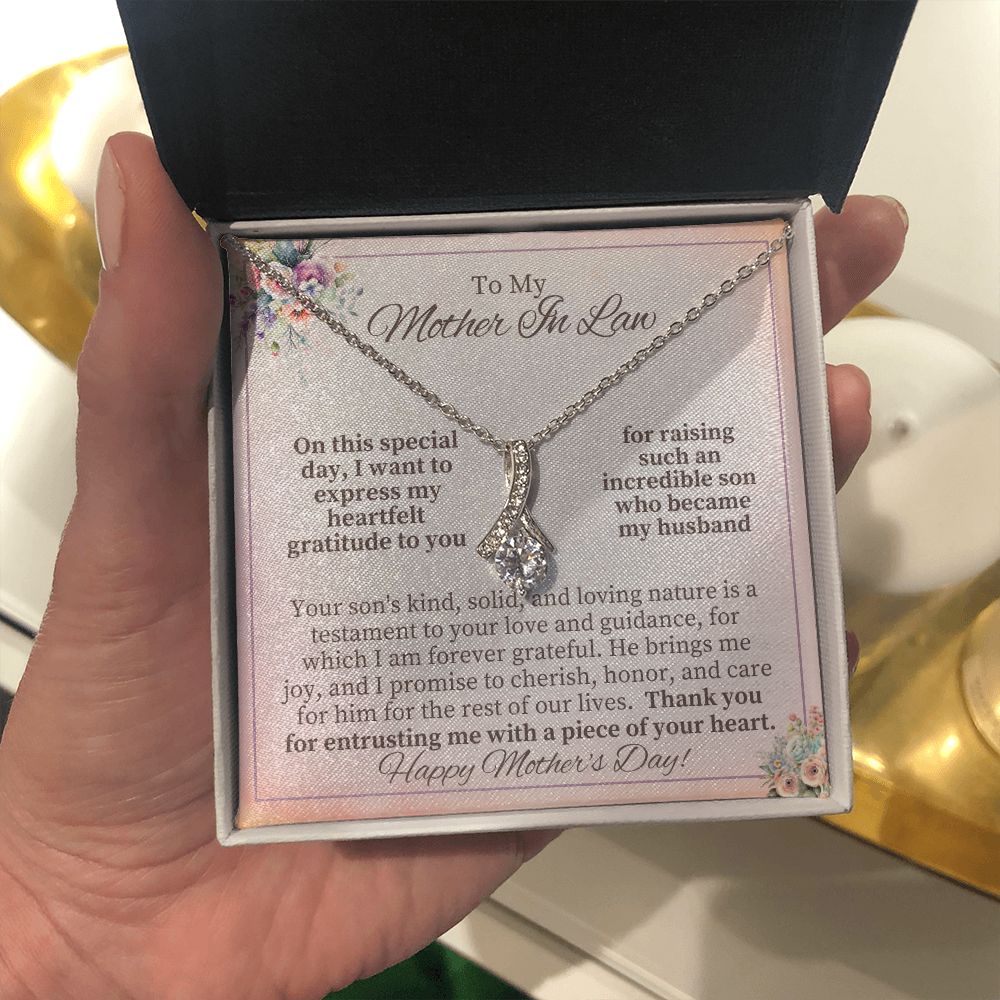 To My
Mother In Law
On this special
day, I want to
express my
heartfelt
gratitude to you
for raising
such an
incredible son
who became
my husband
Your son's kind, solid, and loving nature is a
testament to your love and guidance, for
which I am forever grateful. He brings me
joy, and I promise to cherish, honor, and care
for him for the rest of our lives. Thank you
for entrusting me with a piece of your heart.
Happy Mother's Day!